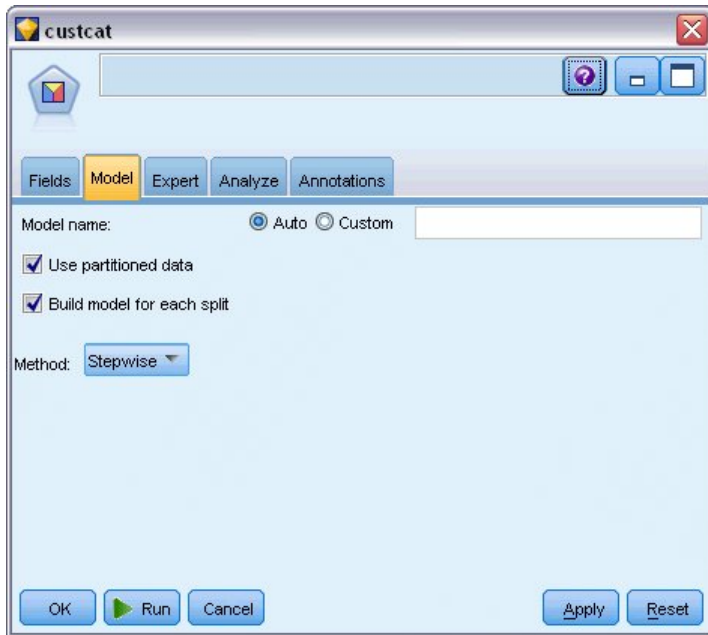 custcat
Fields Model Expert Analyze Annotations
Model name: Auto Custom
Use partitioned data
Build model for each split
Method: Stepwise
OK Run Cancel Apply Reset